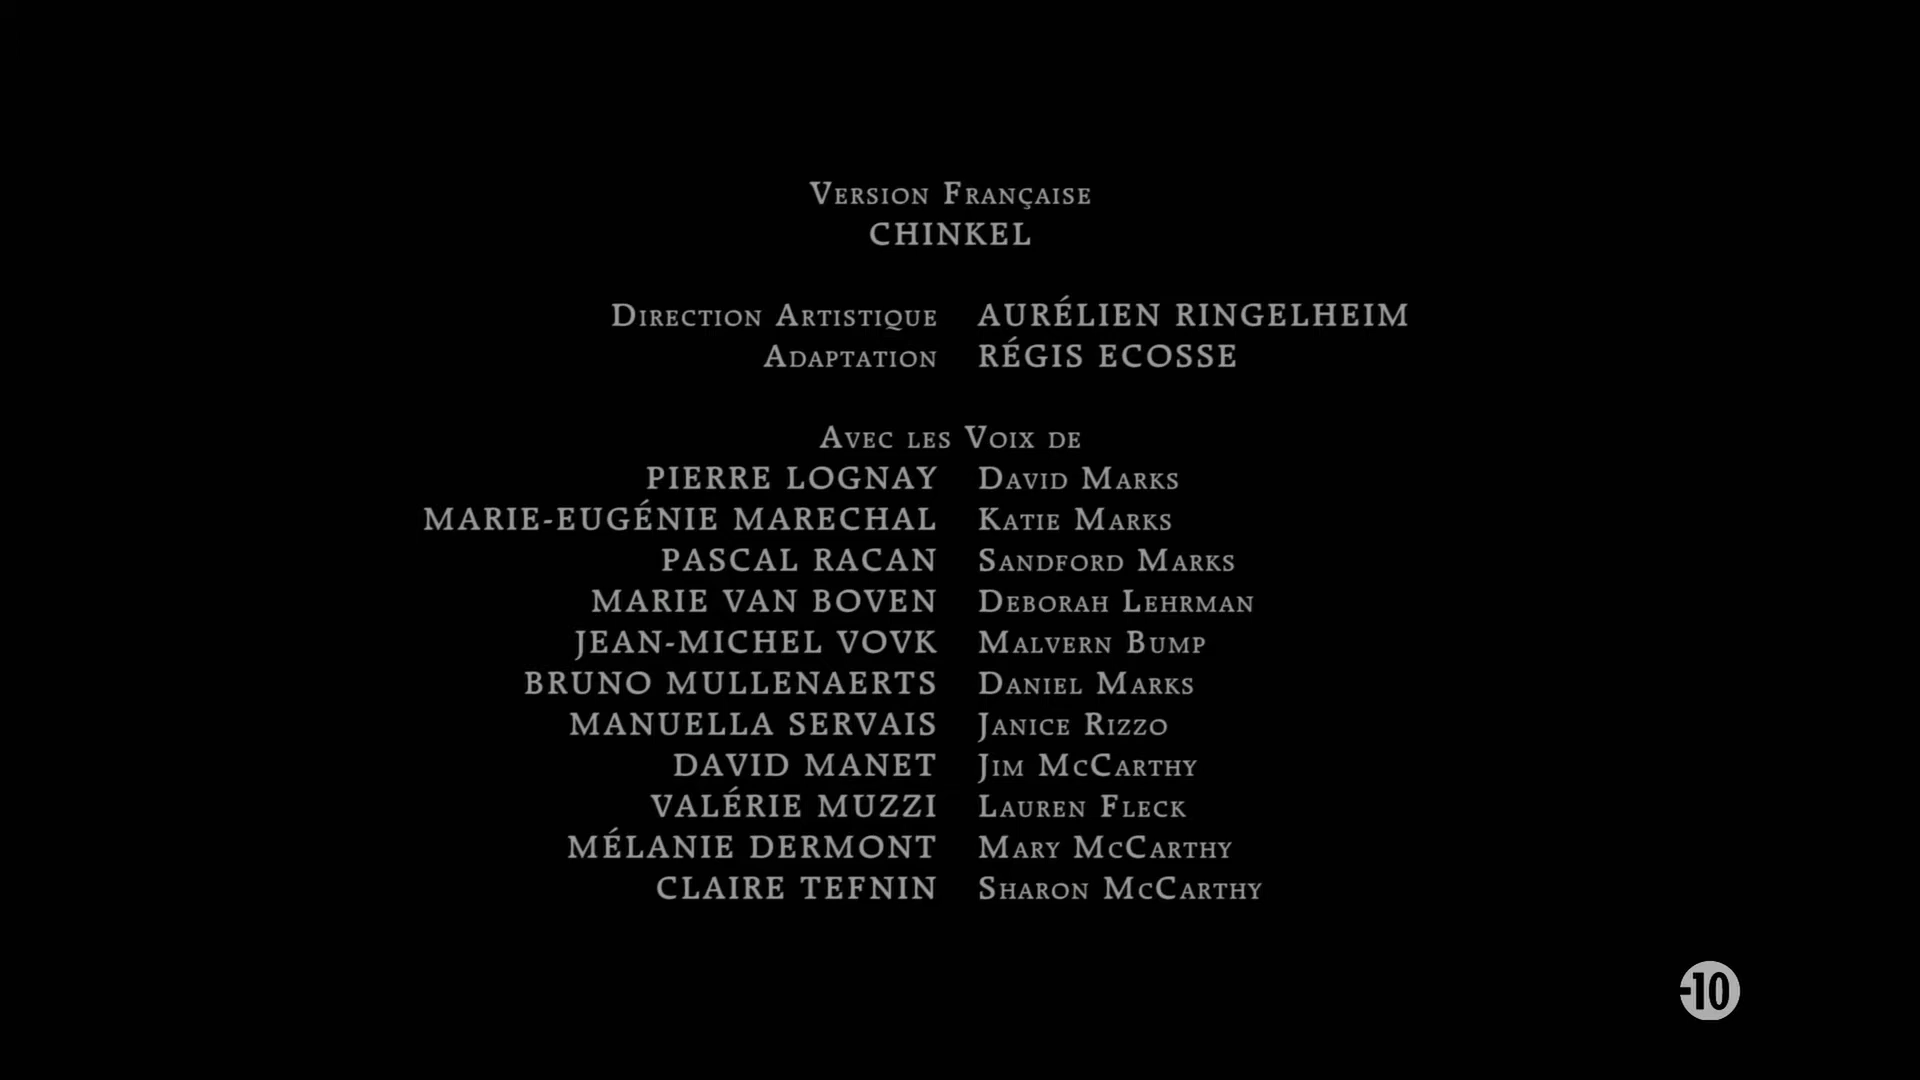 Version Française
CHINKEL
Direction Artistique AURÉLIEN RINGELHEIM
Adaptation RÉGIS ECOSSE
Avec les Voix de
PIERRE LOGNAY David Marks
MARIE-EUGÉNIE MARECHAL Katie Marks
PASCAL RACAN Sandford Marks
MARIE VAN BOVEN Deborah Lehrman
JEAN-MICHEL VOVK Malvern Bump
BRUNO MULLENAERTS Daniel Marks
MANUELLA SERVAIS Janice Rizzo
DAVID MANET Jim McCarthy
VALÉRIE MUZZI Lauren Fleck
MÉLANIE DERMONT Mary McCarthy
CLAIRE TEFNIN Sharon McCarthy
-10